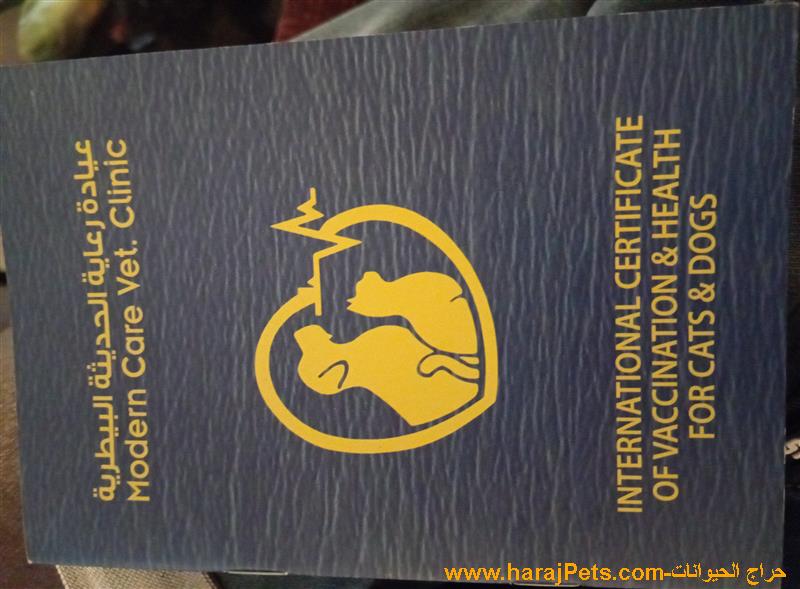 عيادة رعاية الحديثة البيطرية
Modern Care Vet. Clinic
INTERNATIONAL CERTIFICATE
OF VACCINATION & HEALTH
FOR CATS & DOGS
www.harajPets.com-حراج الحيوانات